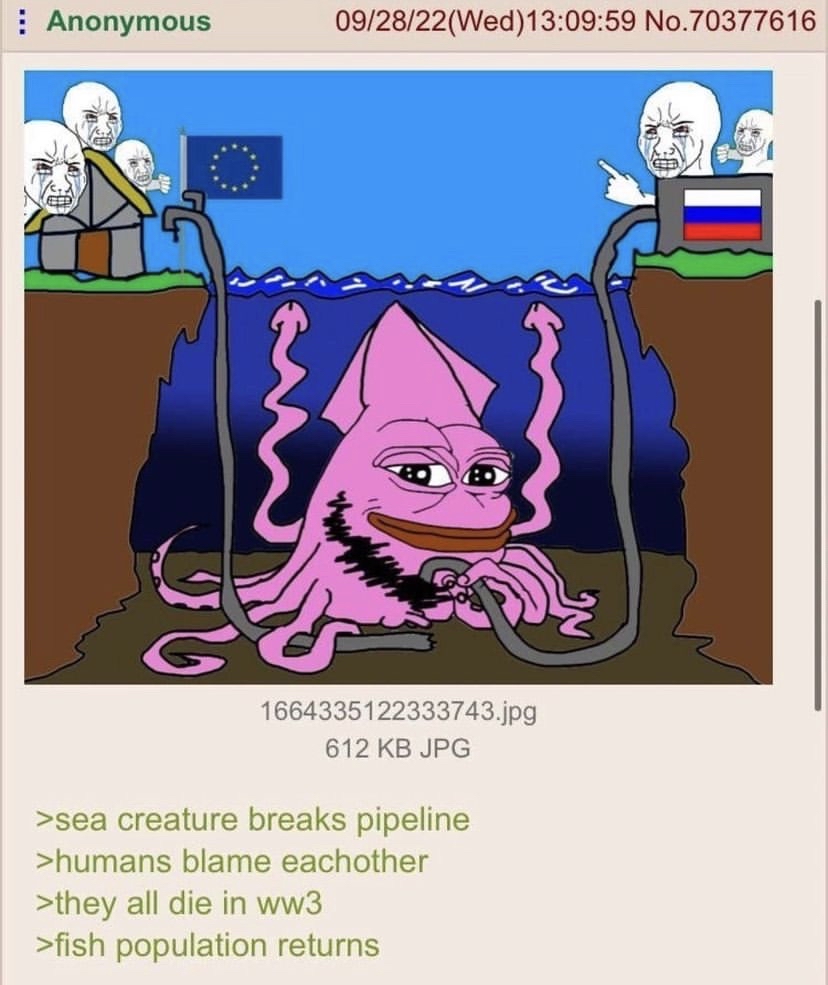 Anonymous 09/28/22(Wed)13:09:59 No.70377616
1664335122333743.jpg
612 KB JPG
>sea creature breaks pipeline
>humans blame eachother
>they all die in ww3
>fish population returns